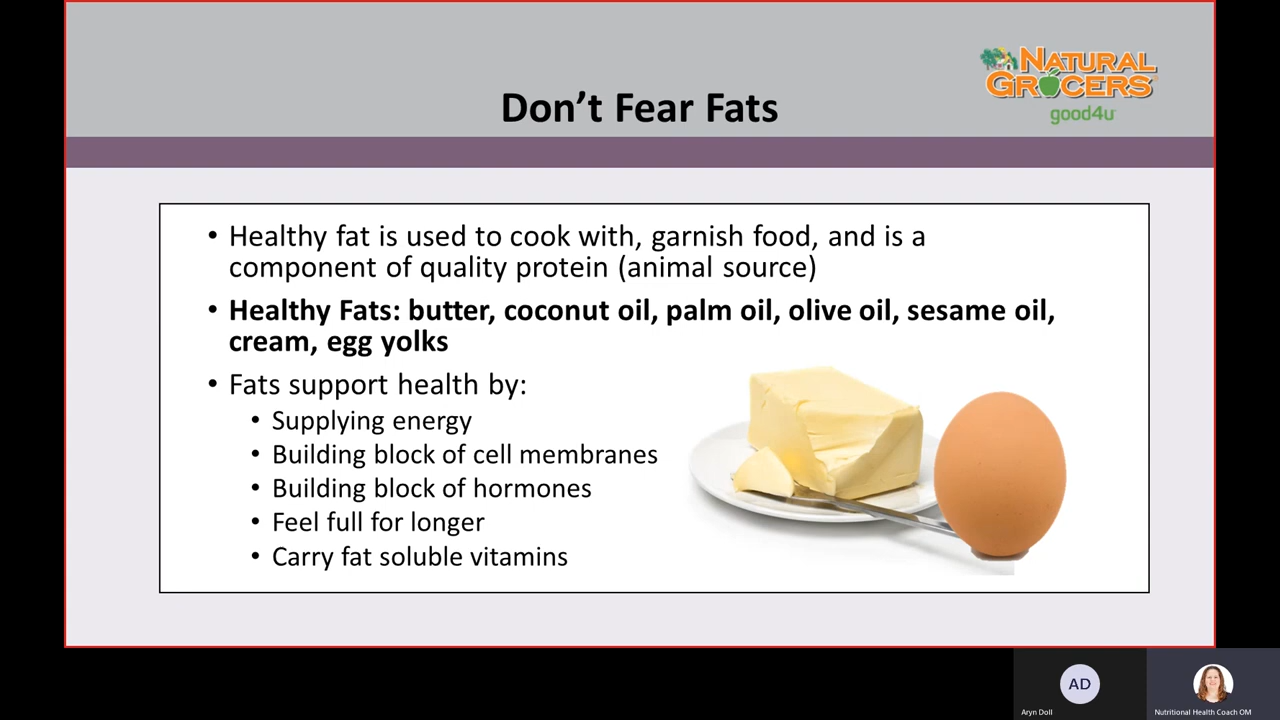 NATURAL
GROCERS
good4u
Don't Fear Fats
• Healthy fat is used to cook with, garnish food, and is a
component of quality protein (animal source)
• Healthy Fats: butter, coconut oil, palm oil, olive oil, sesame oil,
cream, egg yolks
• Fats support health by:
• Supplying energy
• Building block of cell membranes
• Building block of hormones
• Feel full for longer
• Carry fat soluble vitamins
AD
Aryn Doll
Nutritional Health Coach OM